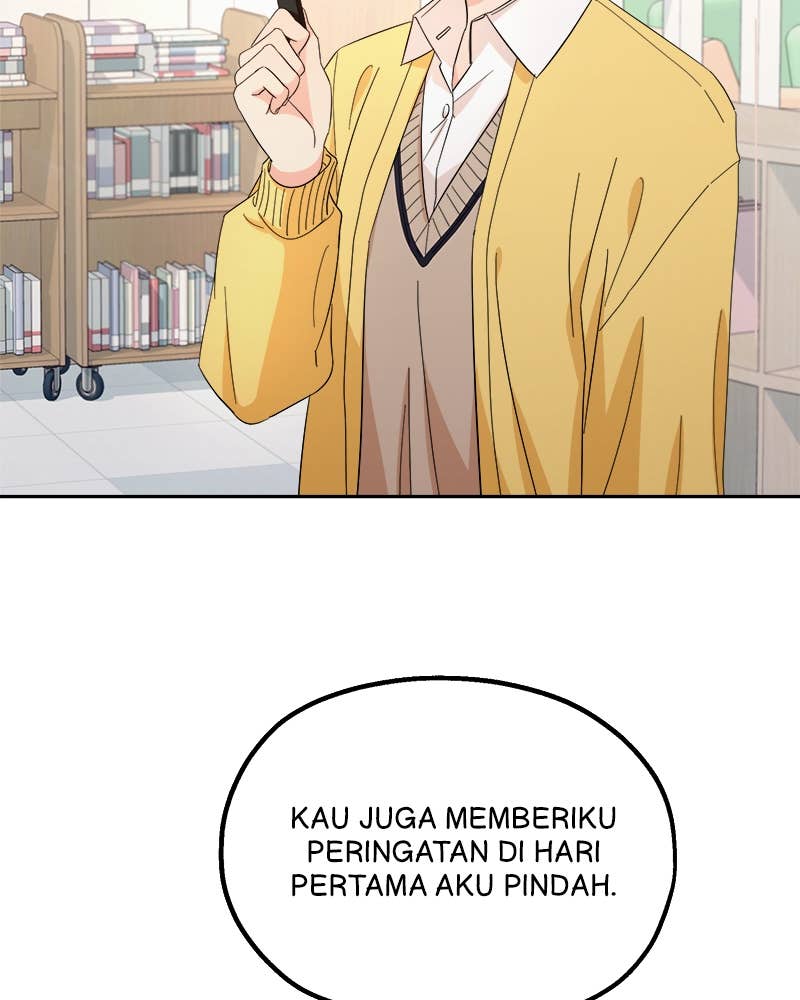 KAU JUGA MEMBERIKU
PERINGATAN DI HARI
PERTAMA AKU PINDAH.